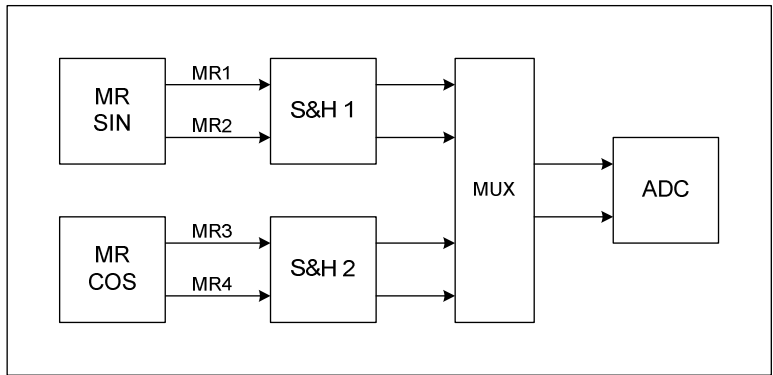 MR
SIN
MR1
MR2
S&H 1
MR
COS
MR3
MR4
S&H 2
MUX
ADC